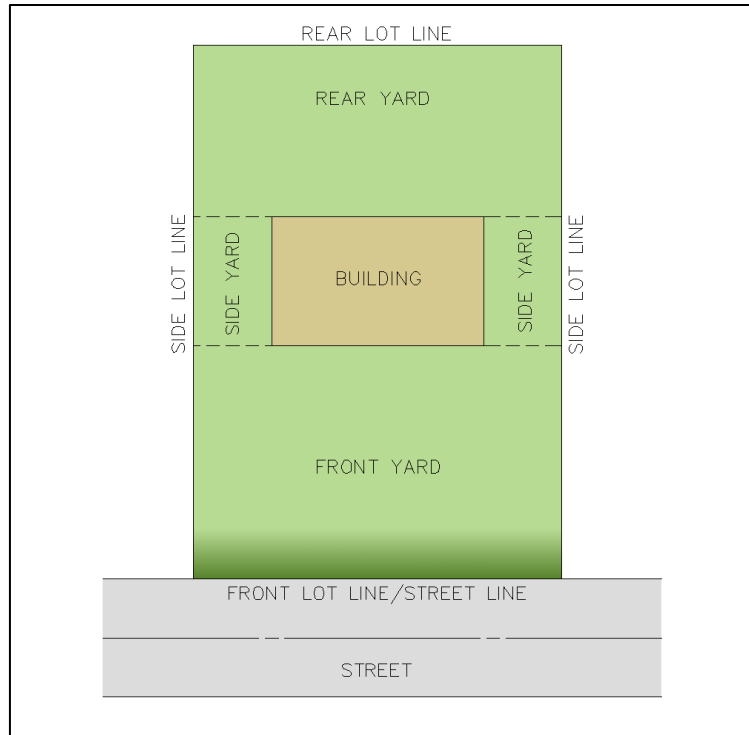 REAR LOT LINE
REAR YARD
SIDE LOT LINE
SIDE YARD
BUILDING
SIDE YARD
SIDE LOT LINE
FRONT YARD
FRONT LOT LINE/STREET LINE
STREET